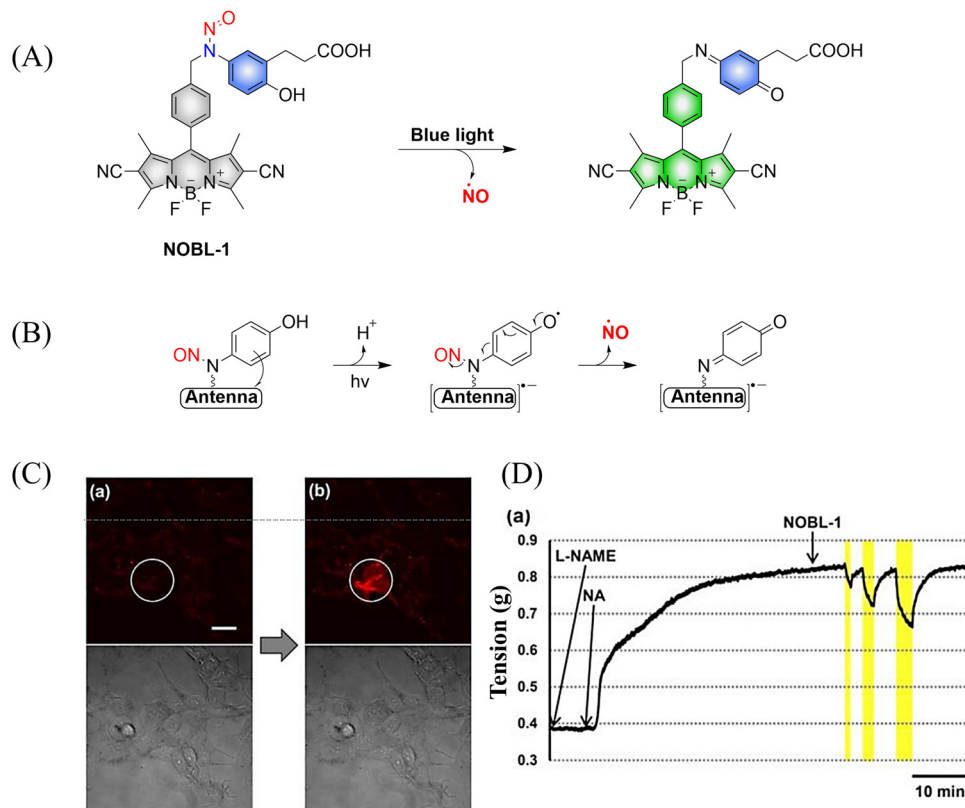 (A)
N
O
N
COOH
OH
NC
CN
N
N
B
−
+
F
F
NOBL-1
Blue light
NO
N
COOH
O
NC
CN
N
N
B
−
+
F
F
(B)
OH
ON
N
Antenna
H+
hν
O•
ON
N
[Antenna]•−
NO
O
N
[Antenna]•−
(C)
(a)
(b)
(D)
(a)
NOBL-1
L-NAME
NA
Tension (g)
0.9
0.8
0.7
0.6
0.5
0.4
0.3
10 min